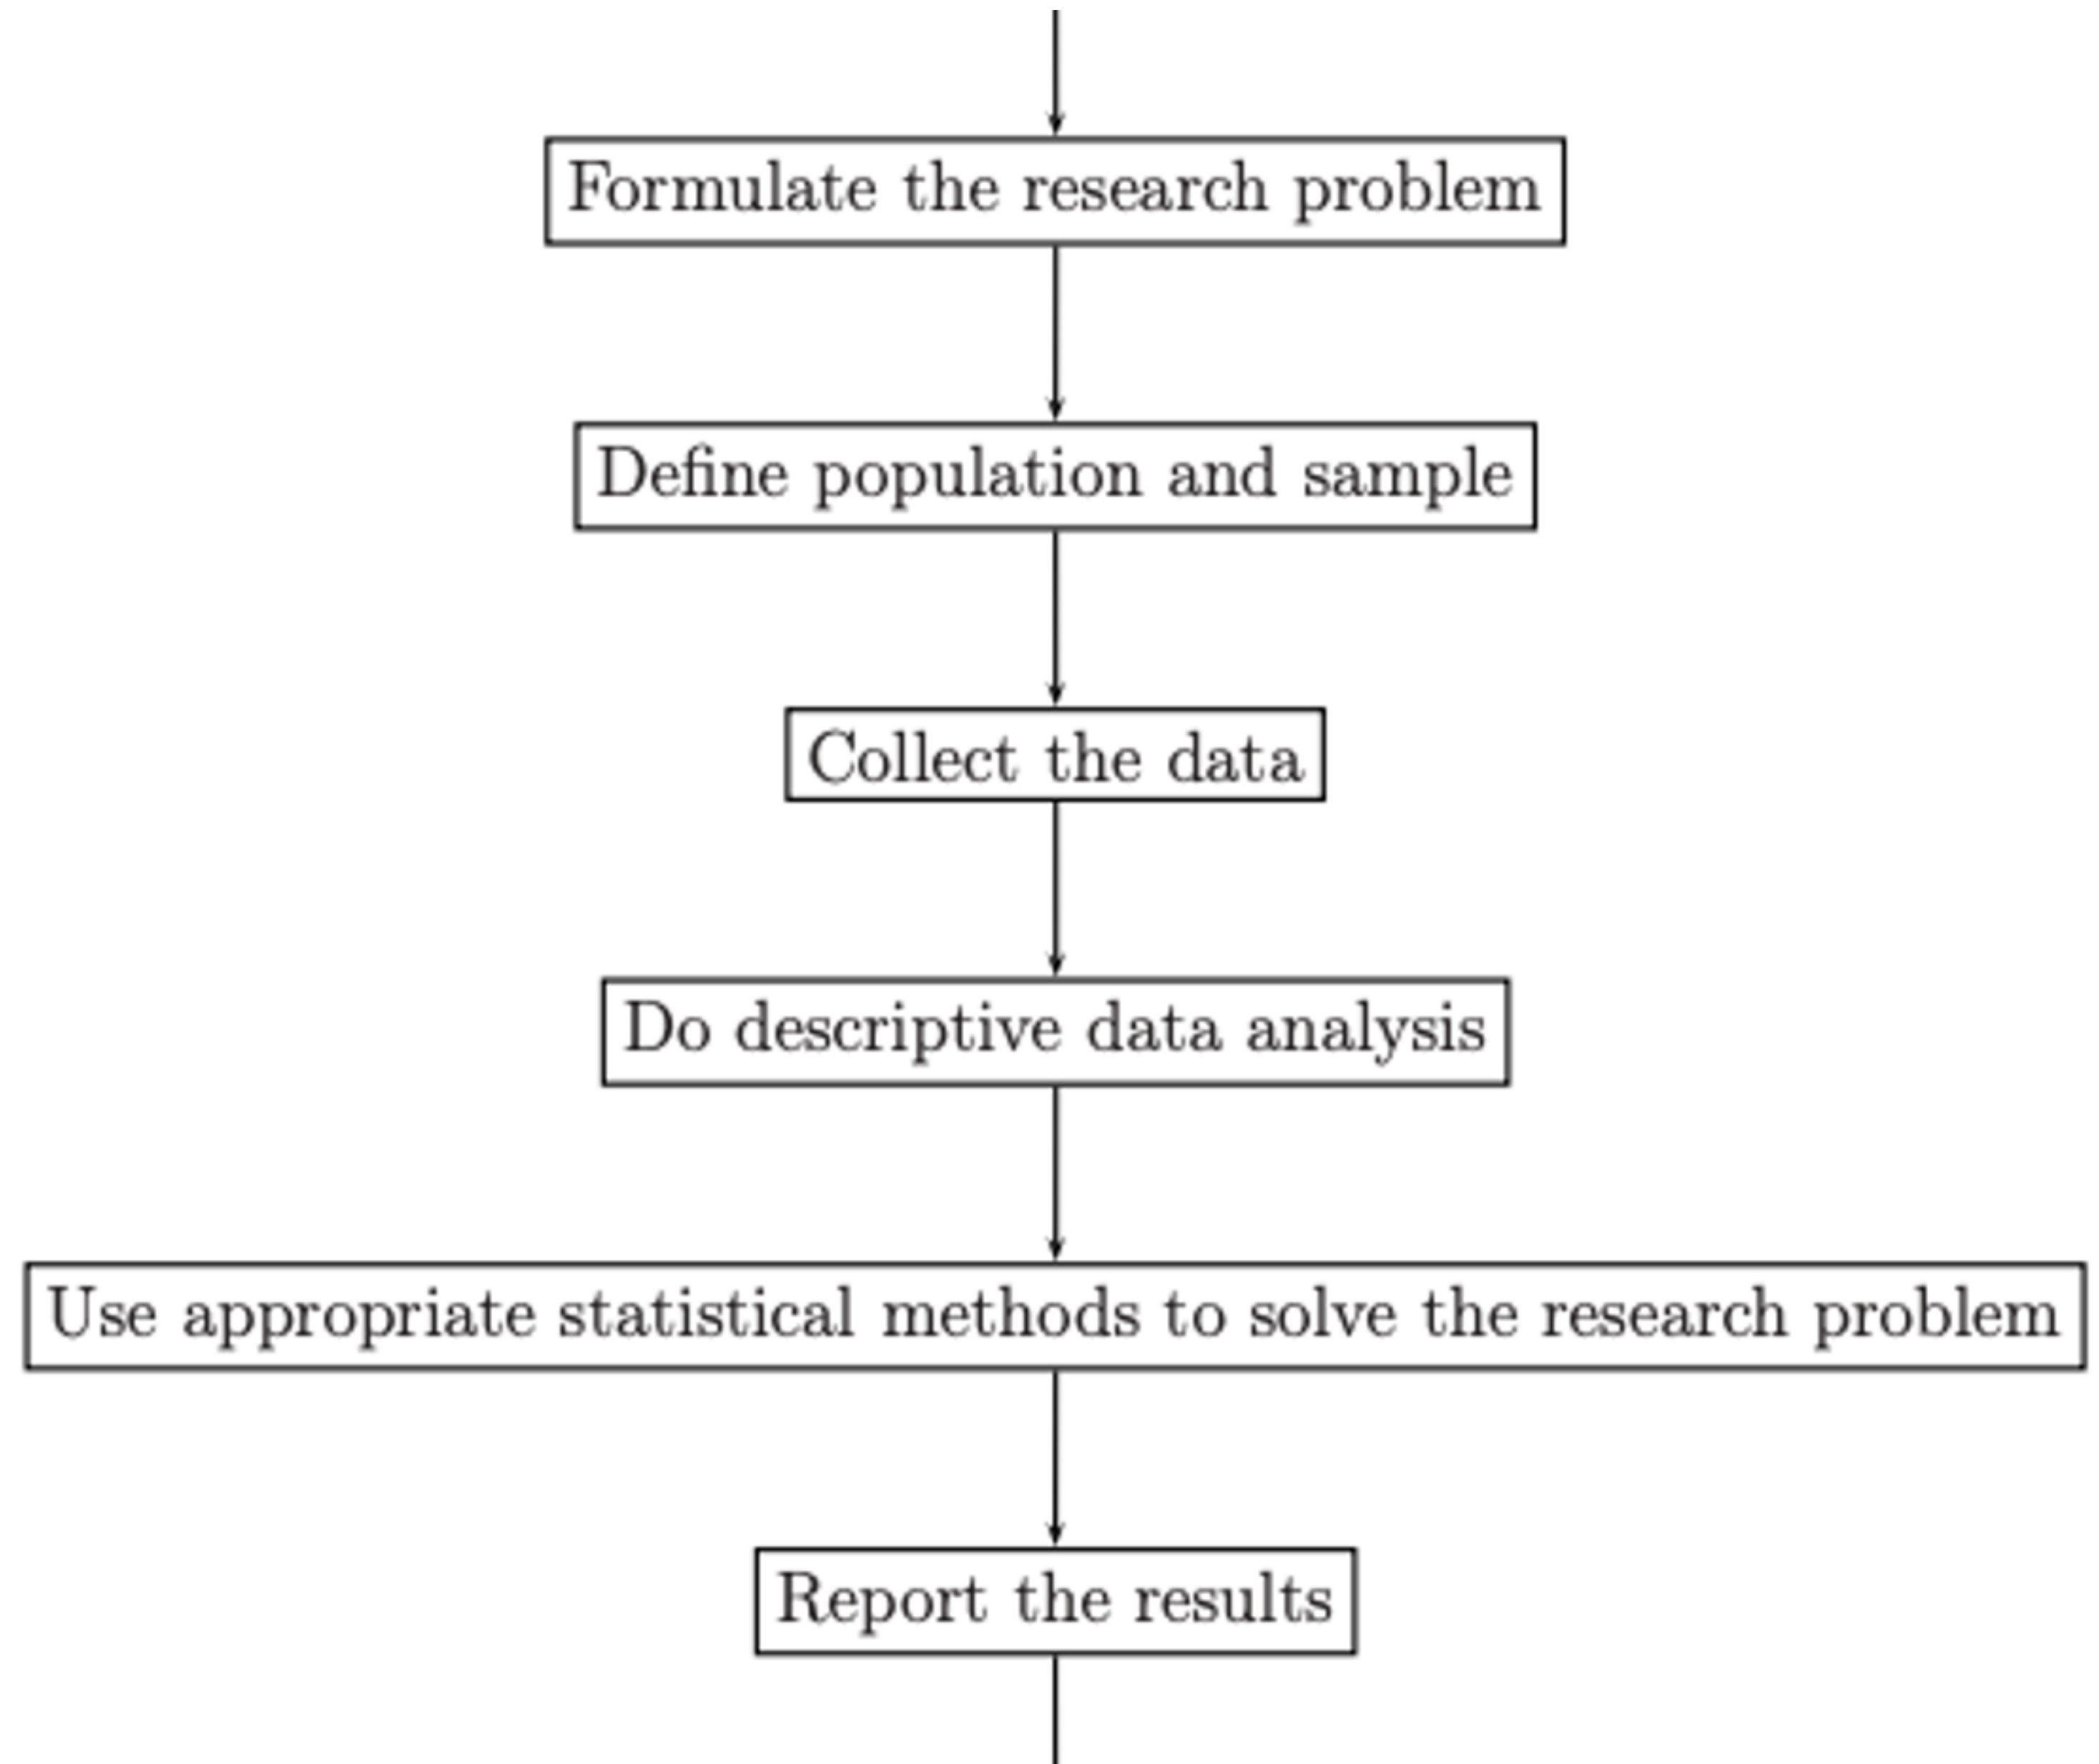 Formulate the research problem
Define population and sample
Collect the data
Do descriptive data analysis
Use appropriate statistical methods to solve the research problem
Report the results